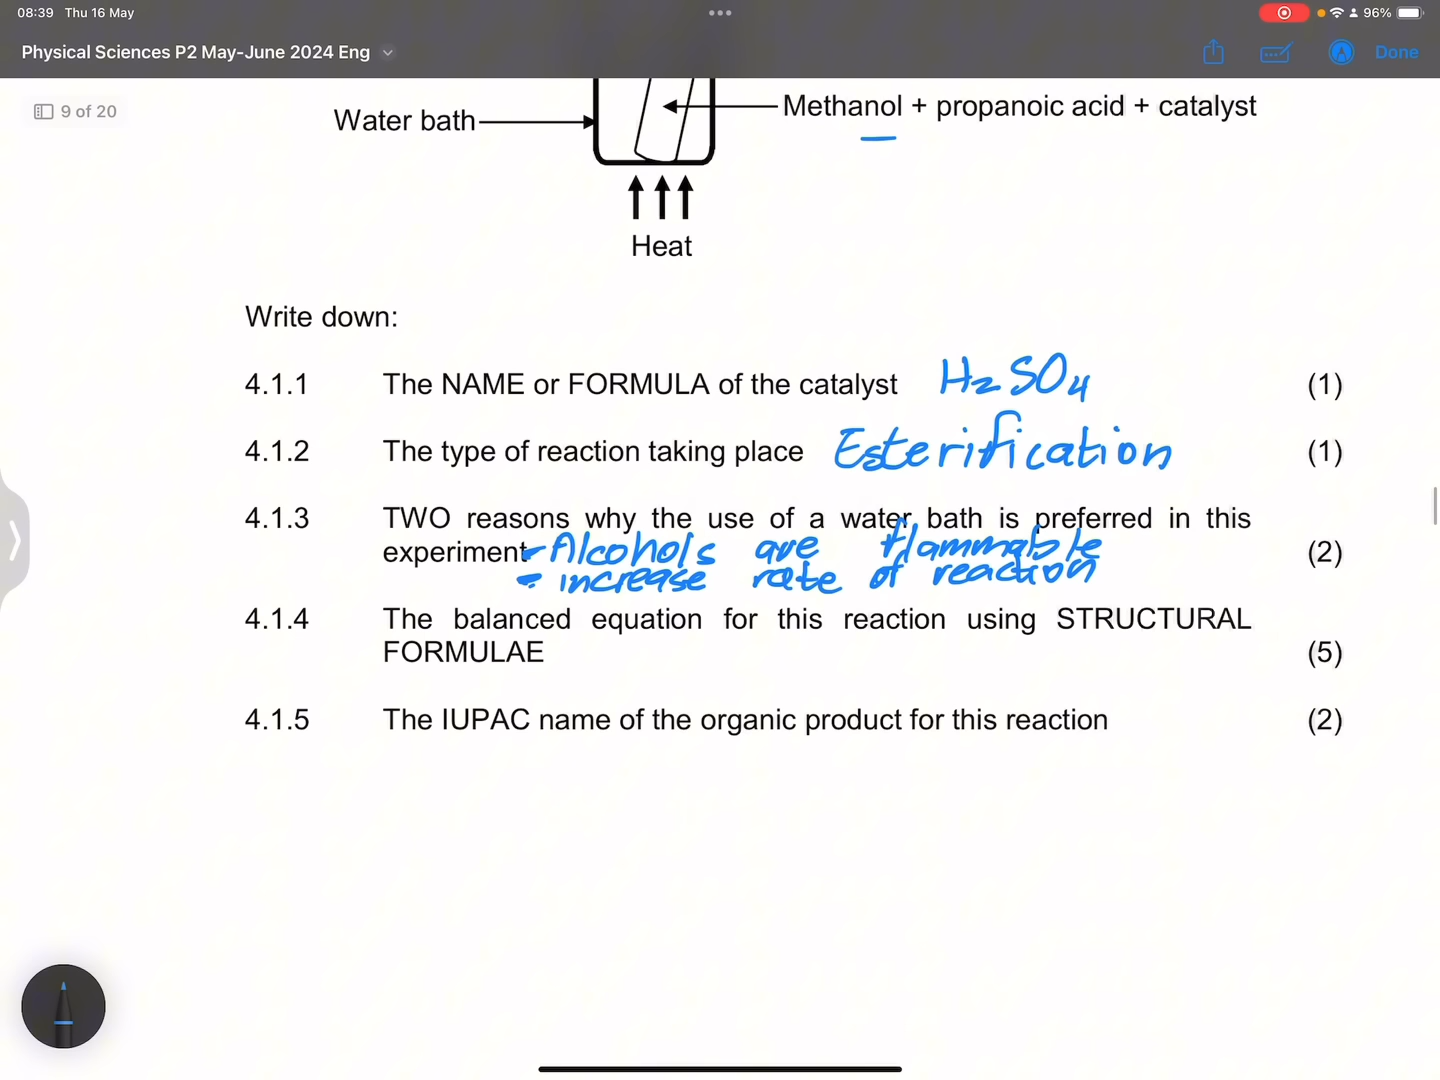 08:39 Thu 16 May
96%
Physical Sciences P2 May-June 2024 Eng
Done
9 of 20
Methanol + propanoic acid + catalyst
Water bath
Heat
Write down:
4.1.1 The NAME or FORMULA of the catalyst H2SO4 (1)
4.1.2 The type of reaction taking place Esterification (1)
4.1.3 TWO reasons why the use of a water bath is preferred in this
experiment - Alcohols are flammable (2)
- increase rate of reaction
4.1.4 The balanced equation for this reaction using STRUCTURAL
FORMULAE (5)
4.1.5 The IUPAC name of the organic product for this reaction (2)